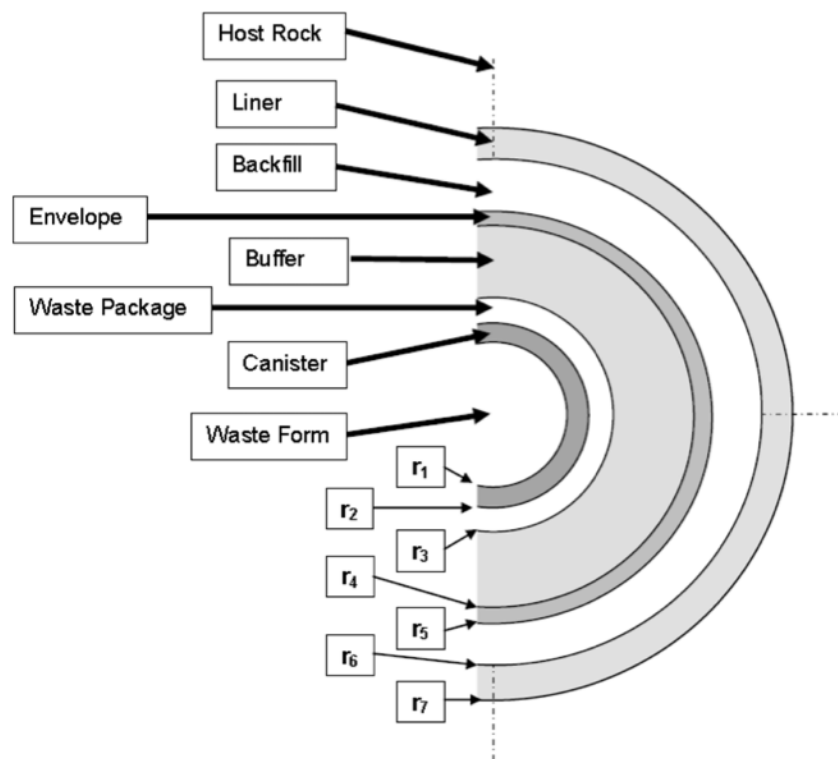 Host Rock
Liner
Backfill
Envelope
Buffer
Waste Package
Canister
Waste Form
r₁
r₂
r₃
r₄
r₅
r₆
r₇